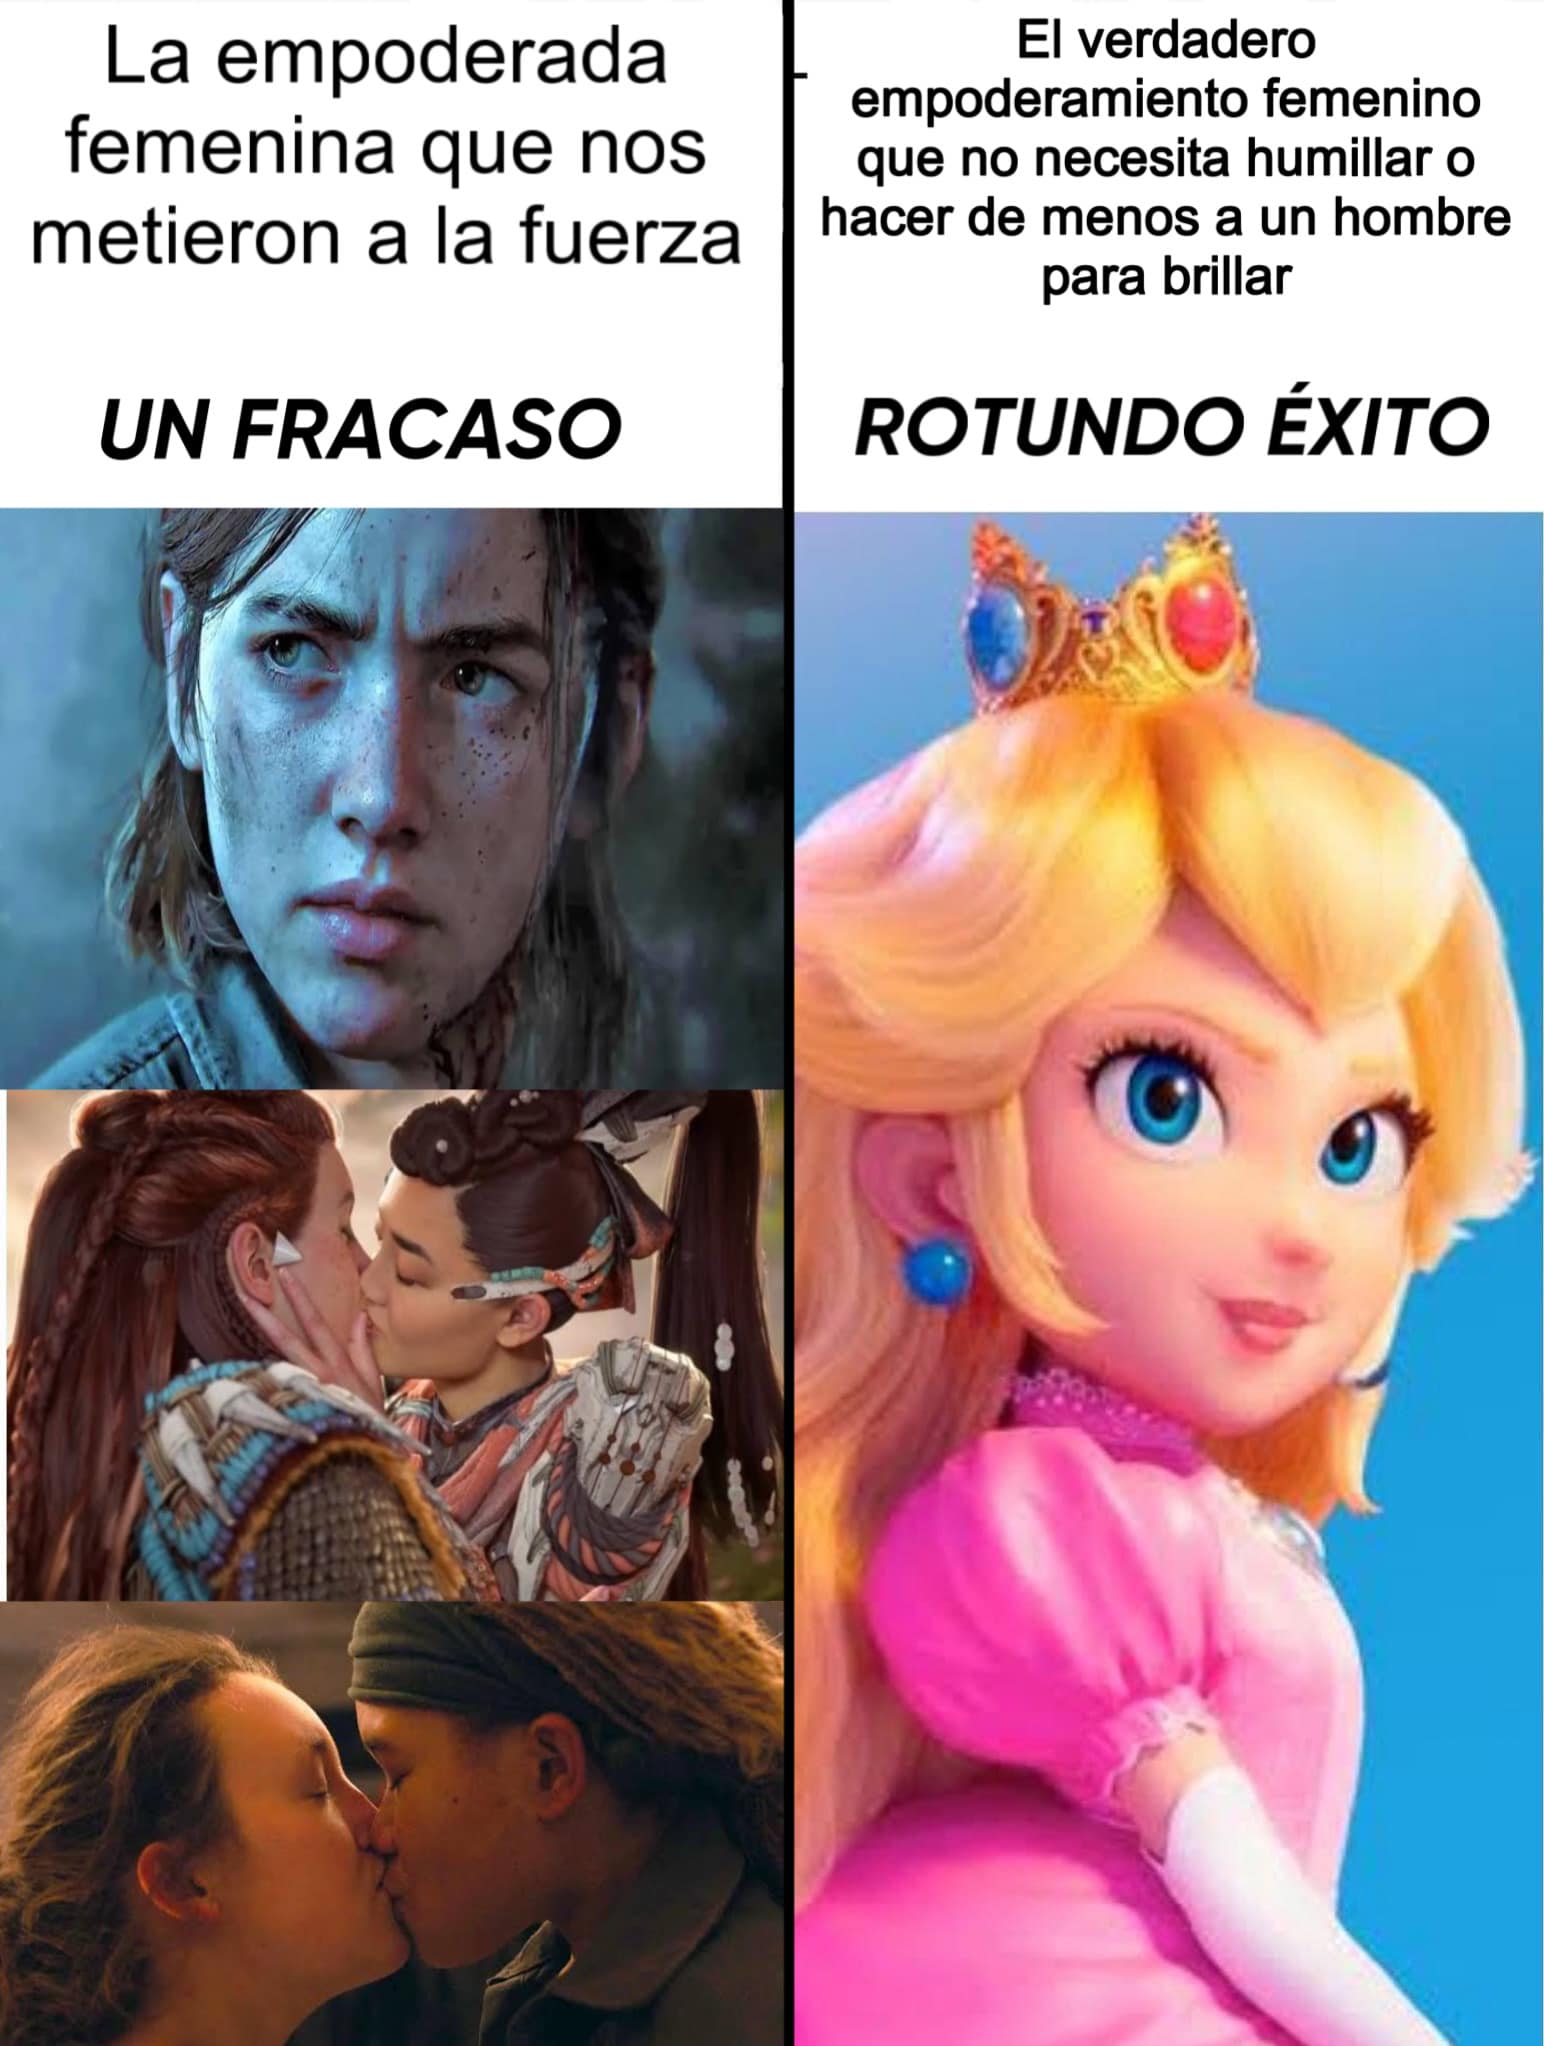 La empoderada
femenina que nos
metieron a la fuerza
UN FRACASO
El verdadero
empoderamiento femenino
que no necesita humillar o
hacer de menos a un hombre
para brillar
ROTUNDO ÉXITO